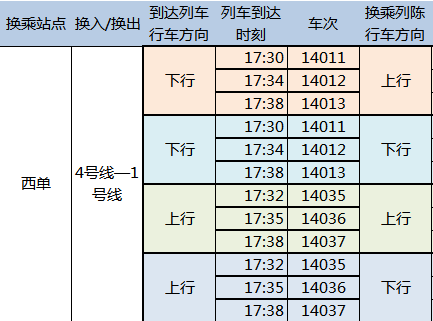 换乘站点 换入/换出 到达列车 列车到达 车次 换乘列陈
行车方向 时刻 行车方向
17:30 14011
下行 17:34 14012 上行
17:38 14013
17:30 14011
下行 17:34 14012 下行
17:38 14013
西单 4号线—1
号线
17:32 14035
上行 17:35 14036 上行
17:38 14037
17:32 14035
上行 17:35 14036 下行
17:38 14037